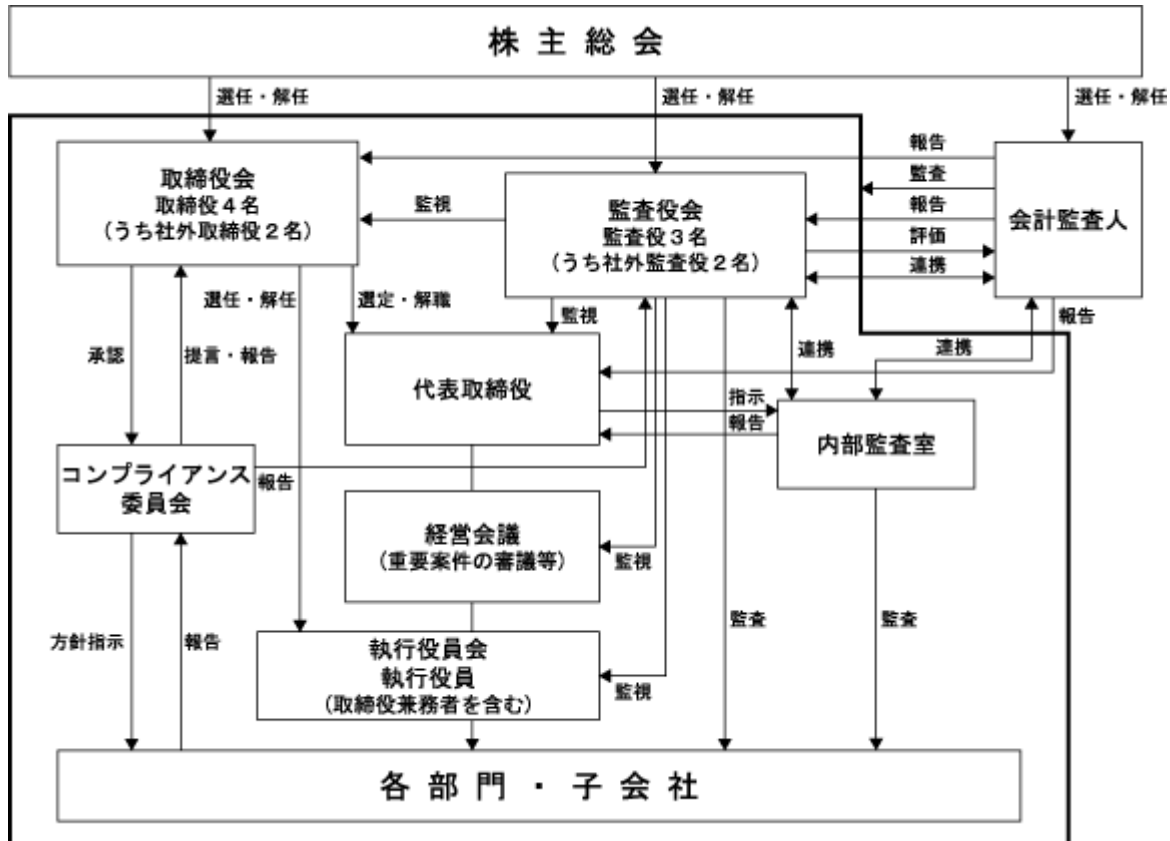 株主総会
選任・解任
選任・解任
選任・解任
取締役会
取締役4名
(うち社外取締役2名)
監視
監査役会
監査役3名
(うち社外監査役2名)
報告
監査
報告
評価
連携
会計監査人
選任・解任
選定・解職
監視
報告
承認
提言・報告
連携
連携
代表取締役
指示
報告
内部監査室
コンプライアンス
委員会
報告
経営会議
(重要案件の審議等)
監視
方針指示
報告
執行役員会
執行役員
(取締役兼務者を含む)
監視
監査
監査
各部門・子会社